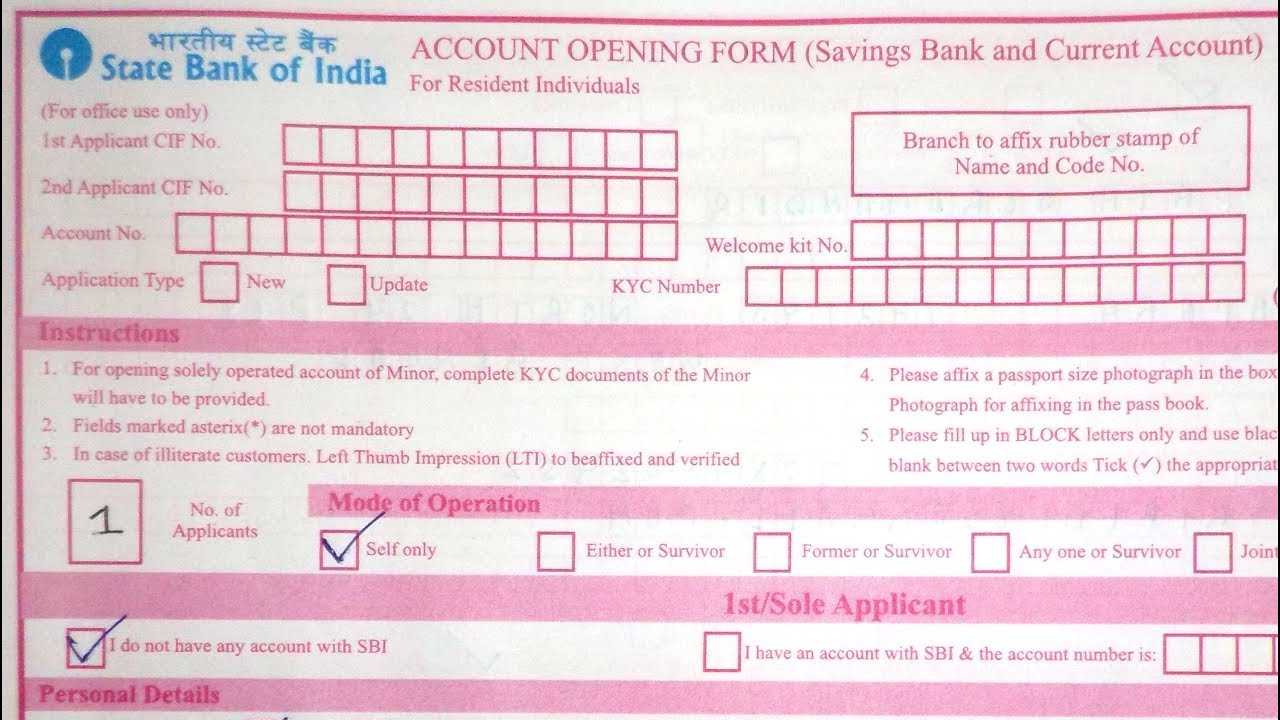 भारतीय स्टेट बैंक
State Bank of India
ACCOUNT OPENING FORM (Savings Bank and Current Account)
For Resident Individuals
(For office use only)
1st Applicant CIF No.
Branch to affix rubber stamp of
Name and Code No.
2nd Applicant CIF No.
Account No.
Welcome kit No.
Application Type New Update
KYC Number
Instructions
1. For opening solely operated account of Minor, complete KYC documents of the Minor
will have to be provided.
2. Fields marked asterix(*) are not mandatory
3. In case of illiterate customers. Left Thumb Impression (LTI) to beaffixed and verified
4. Please affix a passport size photograph in the box
Photograph for affixing in the pass book.
5. Please fill up in BLOCK letters only and use blac
blank between two words Tick (✓) the appropriat
1 No. of
Applicants
Mode of Operation
✓ Self only Either or Survivor Former or Survivor Any one or Survivor Joint
1st/Sole Applicant
✓ I do not have any account with SBI I have an account with SBI & the account number is:
Personal Details